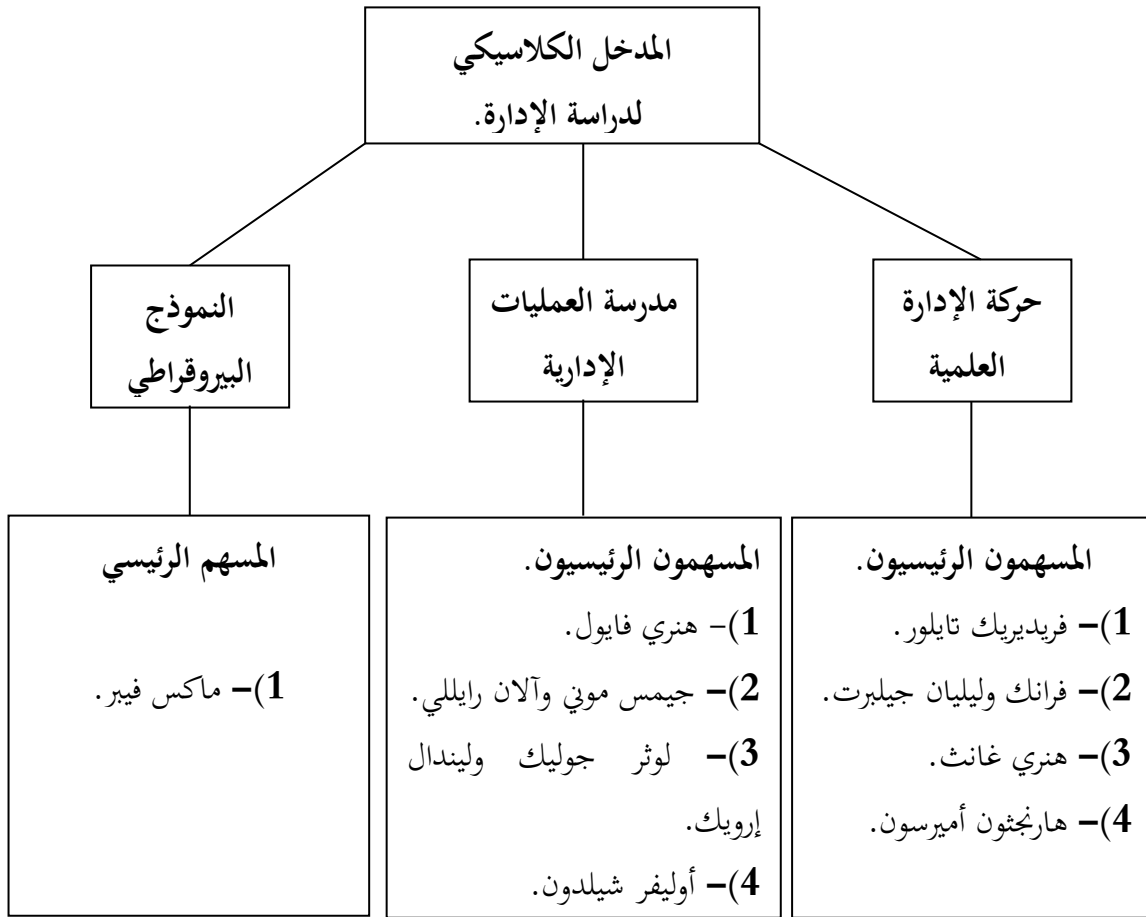 المدخل الكلاسيكي
لدراسة الإدارة.
حركة الإدارة
العلمية
مدرسة العمليات
الإدارية
النموذج
البيروقراطي
المسهمون الرئيسيون.
1)– فريديريك تايلور.
2)– فرانك وليليان جيلبرت.
3)– هنري غانث.
4)– هارنجثون أميرسون.
المسهمون الرئيسيون.
1)- هنري فايول.
2)– جيمس موني وآلان رايللي.
3)– لوثر جوليك وليندال
إرويك.
4)– أوليفر شيلدون.
المسهم الرئيسي
1)– ماكس فيبر.